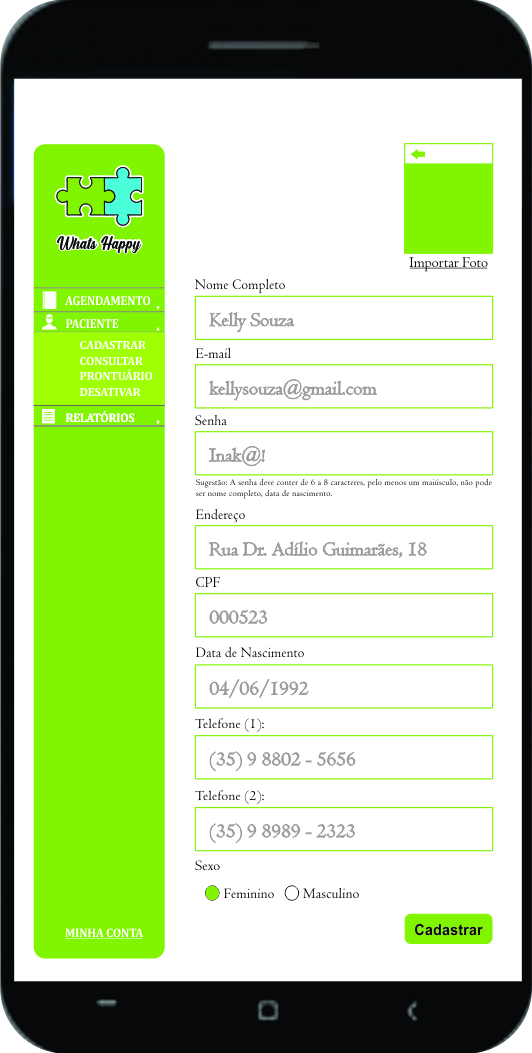 Whats Happy
AGENDAMENTO
PACIENTE
CADASTRAR
CONSULTAR
PRONTUÁRIO
DESATIVAR
RELATÓRIOS
MINHA CONTA
Importar Foto
Nome Completo
Kelly Souza
E-mail
kellysouza@gmail.com
Senha
Inak@!
Sugestão: A senha deve conter de 6 a 8 caracteres, pelo menos um maiúsculo, não pode
ser nome completo, data de nascimento.
Endereço
Rua Dr. Adílio Guimarães, 18
CPF
000523
Data de Nascimento
04/06/1992
Telefone (1):
(35) 9 8802 - 5656
Telefone (2):
(35) 9 8989 - 2323
Sexo
Feminino Masculino
Cadastrar